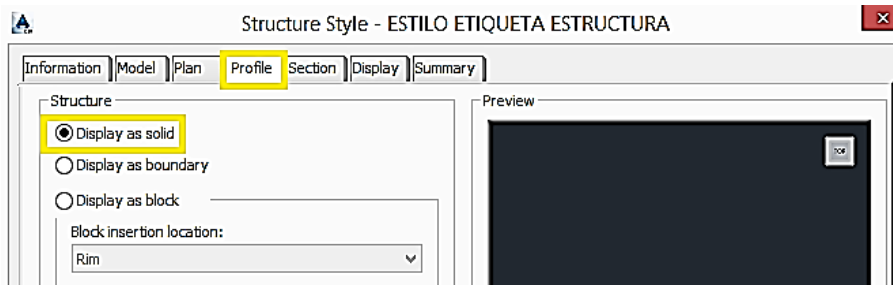 Structure Style - ESTILO ETIQUETA ESTRUCTURA
Information Model Plan Profile Section Display Summary
Structure
Display as solid
Display as boundary
Display as block
Block insertion location:
Rim
Preview
TOP